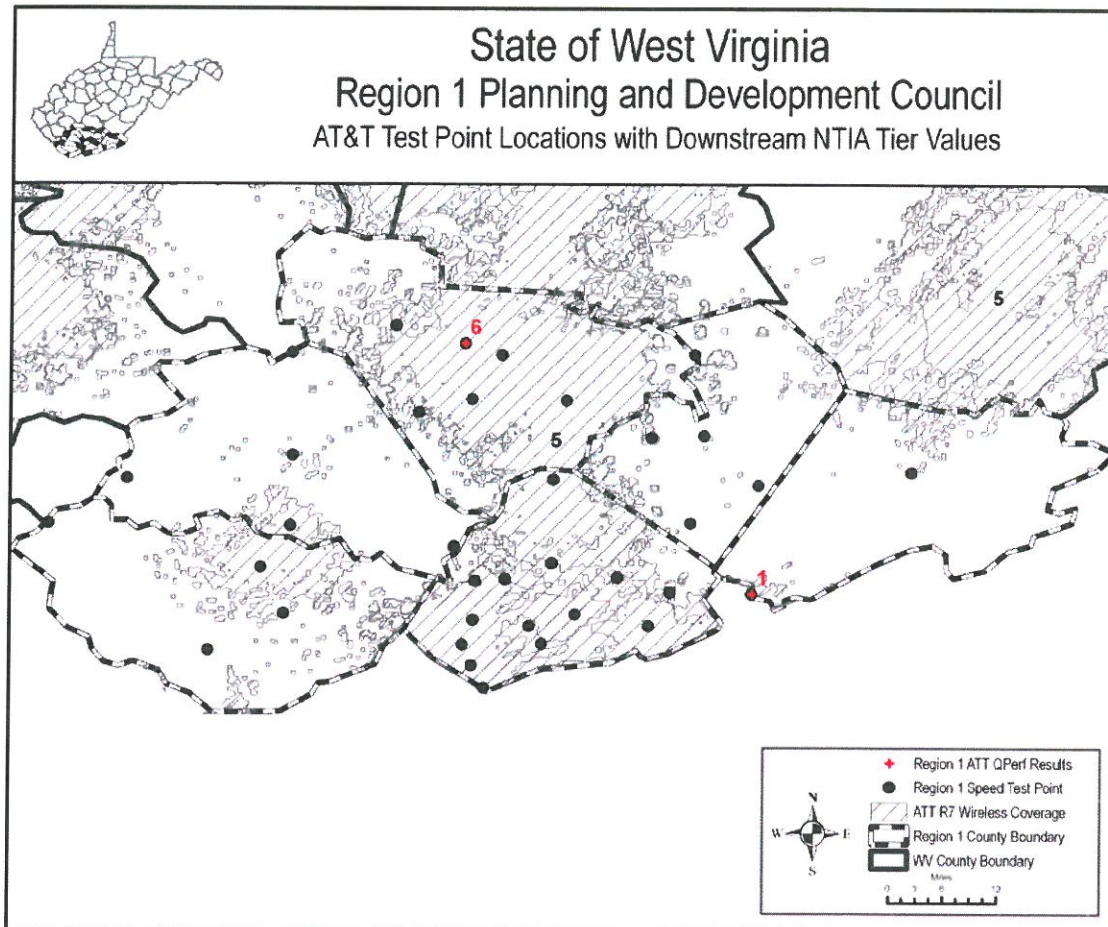 State of West Virginia
Region 1 Planning and Development Council
AT&T Test Point Locations with Downstream NTIA Tier Values
5
6
5
1
Region 1 ATT QPerf Results
Region 1 Speed Test Point
ATT R7 Wireless Coverage
Region 1 County Boundary
WV County Boundary
N
W E
S
Miles
0 3 6 12